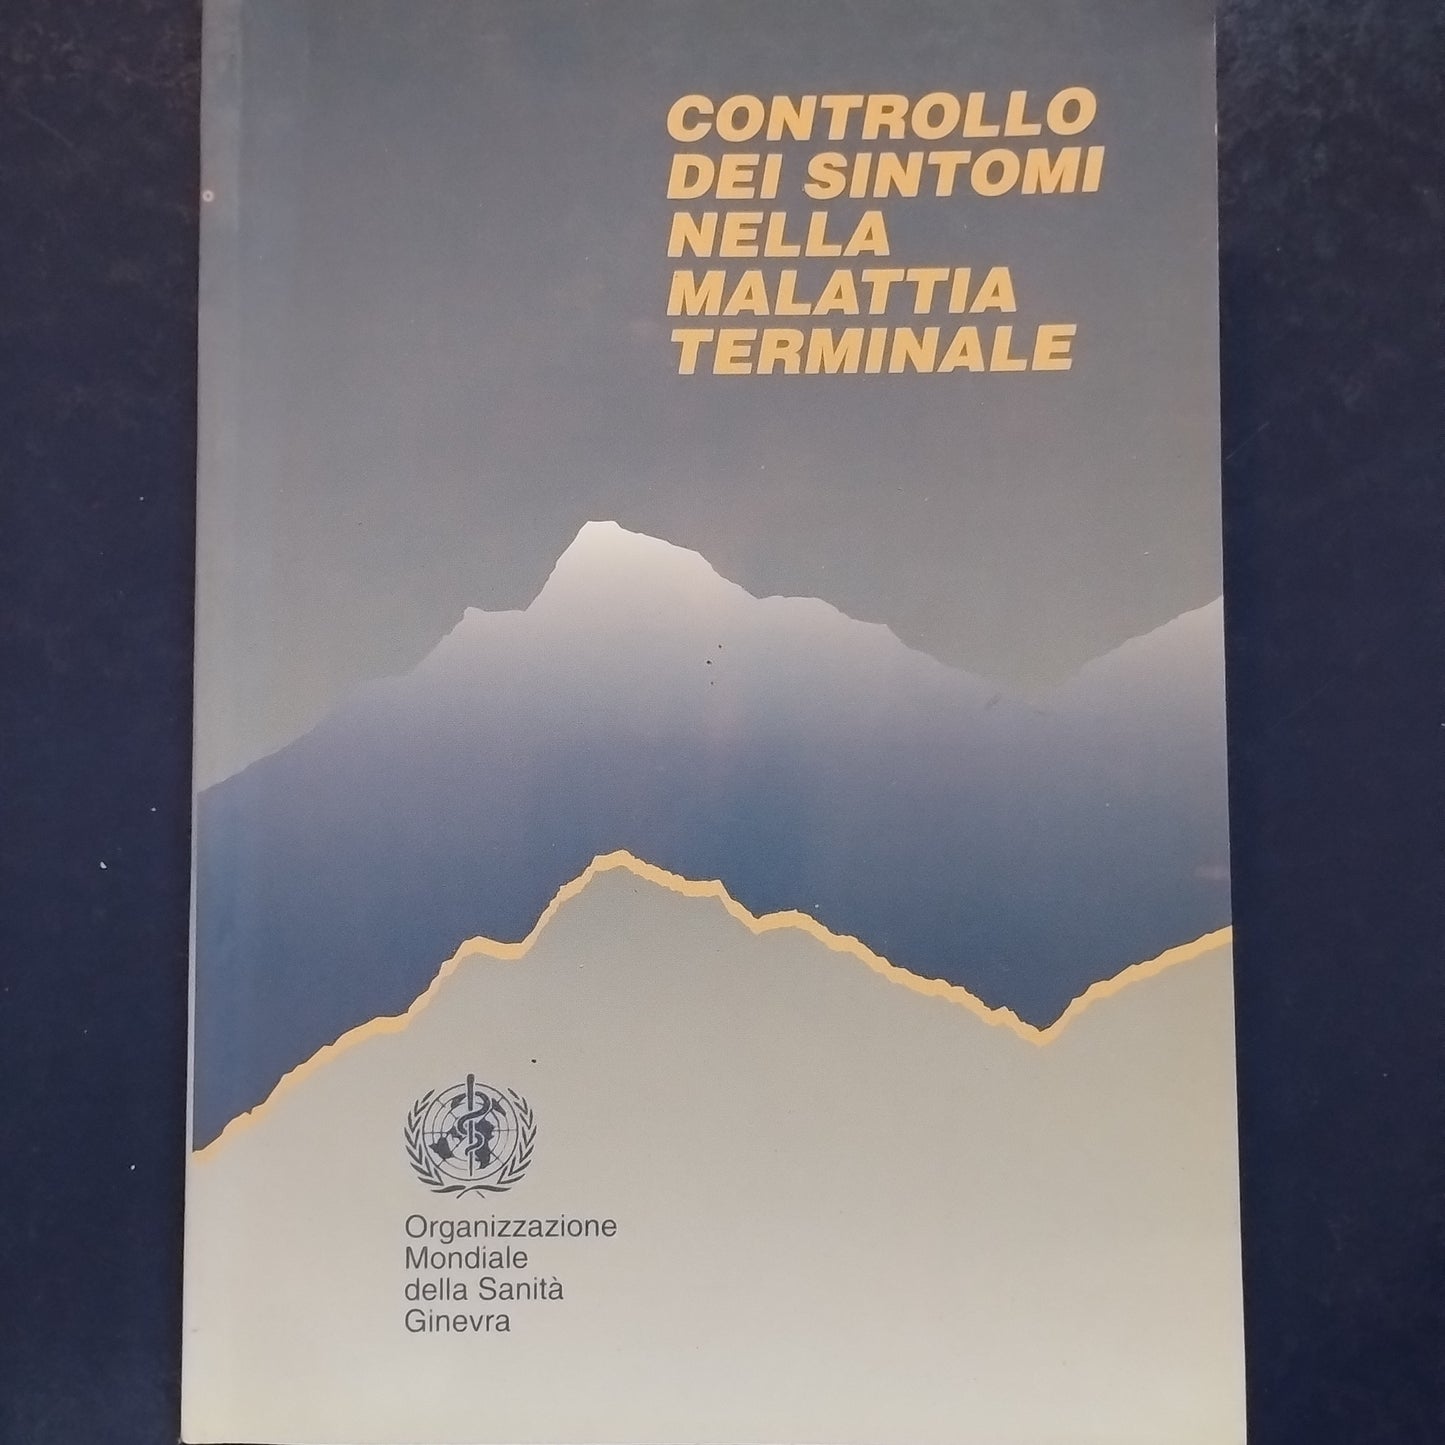 CONTROLLO
DEI SINTOMI
NELLA
MALATTIA
TERMINALE
Organizzazione
Mondiale
della Sanità
Ginevra